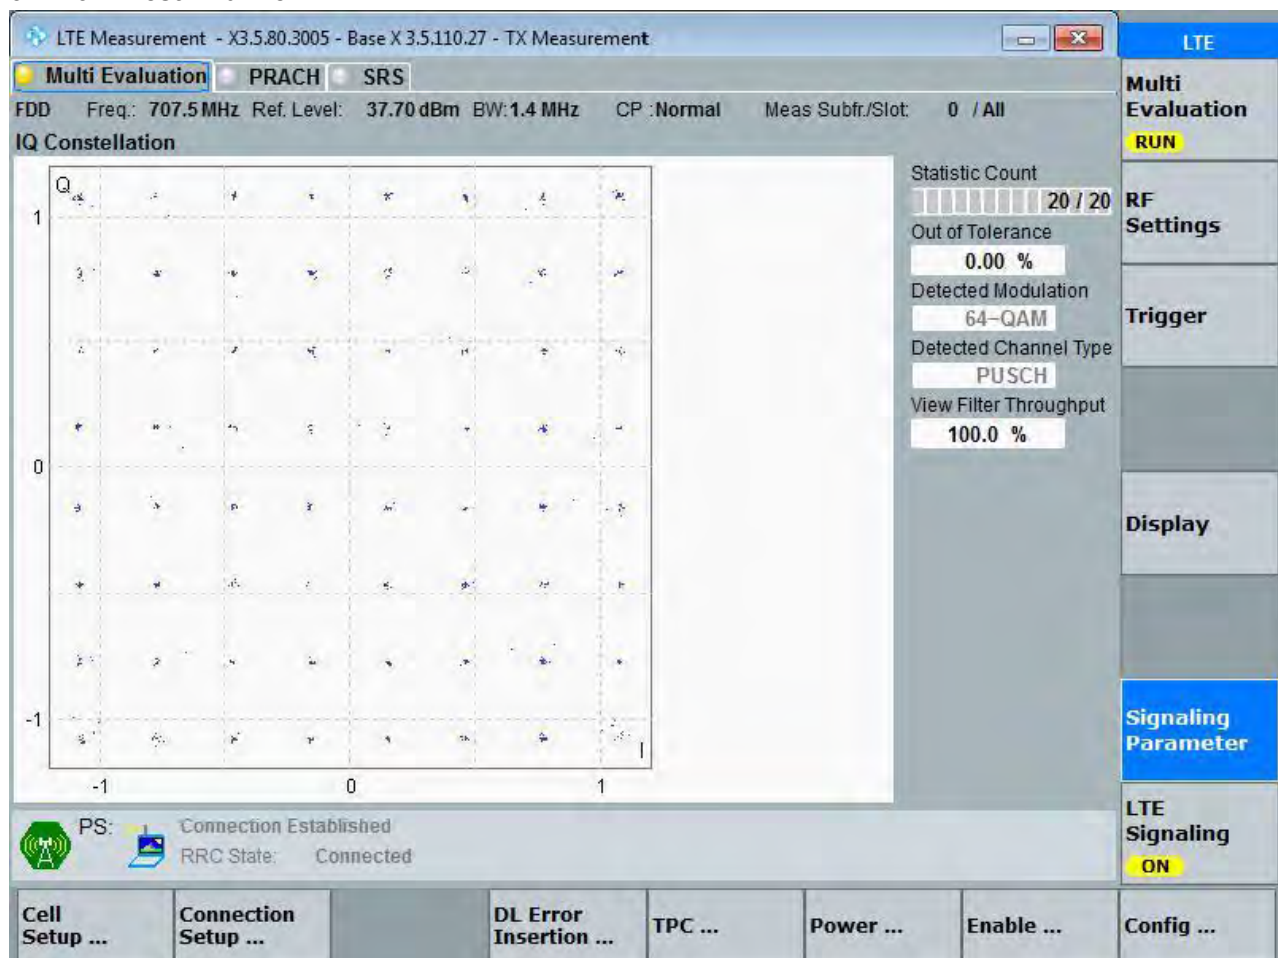 LTE Measurement - X3.5.80.3005 - Base X 3.5.110.27 - TX Measurement
LTE
Multi Evaluation PRACH SRS
FDD Freq.: 707.5 MHz Ref. Level: 37.70 dBm BW: 1.4 MHz CP : Normal Meas Subfr./Slot: 0 / All
IQ Constellation
Q
1
0
-1
-1 0 1
I
Statistic Count
20 / 20
Out of Tolerance
0.00 %
Detected Modulation
64-QAM
Detected Channel Type
PUSCH
View Filter Throughput
100.0 %
Multi
Evaluation
RUN
RF
Settings
Trigger
Display
Signaling
Parameter
LTE
Signaling
ON
PS: Connection Established
RRC State: Connected
Cell
Setup ...
Connection
Setup ...
DL Error
Insertion ...
TPC ...
Power ...
Enable ...
Config ...